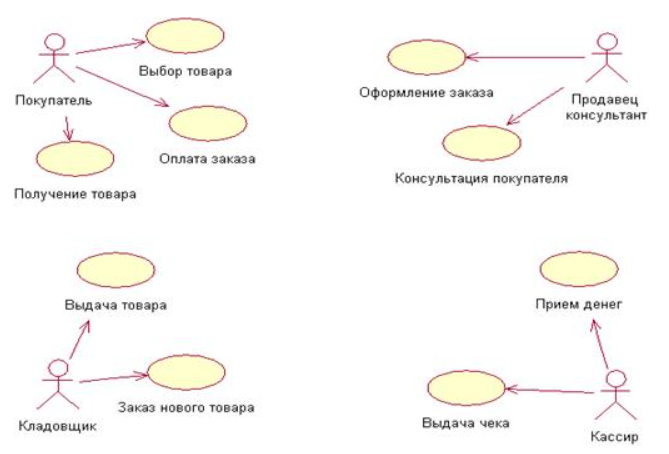 Выбор товара
Покупатель
Оплата заказа
Получение товара
Оформление заказа
Продавец
консультант
Консультация покупателя
Выдача товара
Заказ нового товара
Кладовщик
Прием денег
Выдача чека
Кассир